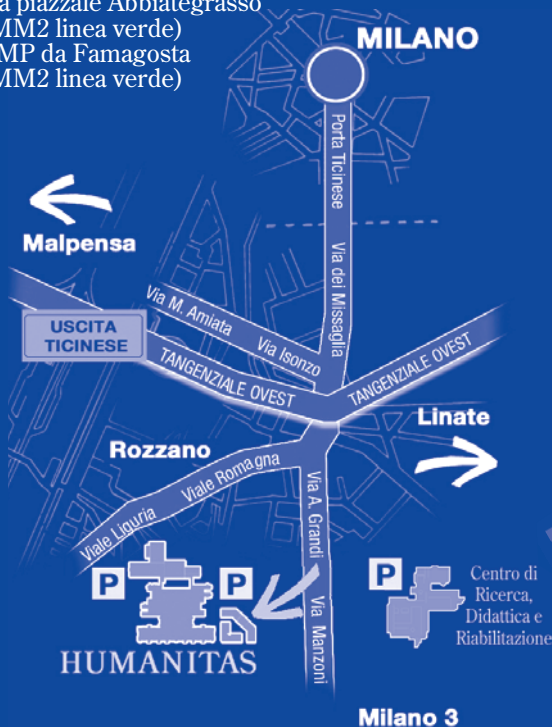 a piazzale Abbiategrasso
MM2 linea verde)
MP da Famagosta
MM2 linea verde)
MILANO
Porta Ticinese
Malpensa
Via dei Missaglia
Via M. Amiata
Via Isonzo
USCITA
TICINESE
TANGENZIALE OVEST
TANGENZIALE OVEST
Linate
Rozzano
Viale Romagna
Viale Liguria
Via A. Grandi
P
P
P
Centro di
Ricerca,
Didattica e
Riabilitazione
Via Manzoni
HUMANITAS
Milano 3